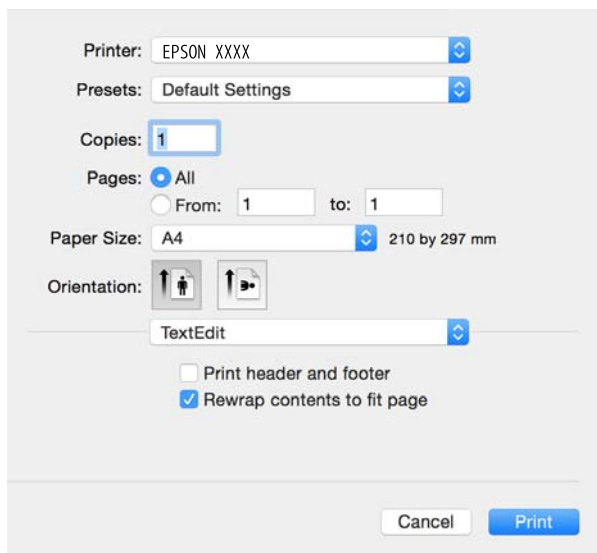 Printer: EPSON XXXX
Presets: Default Settings
Copies: 1
Pages: All
From: 1 to: 1
Paper Size: A4 210 by 297 mm
Orientation:
TextEdit
Print header and footer
Rewrap contents to fit page
Cancel Print